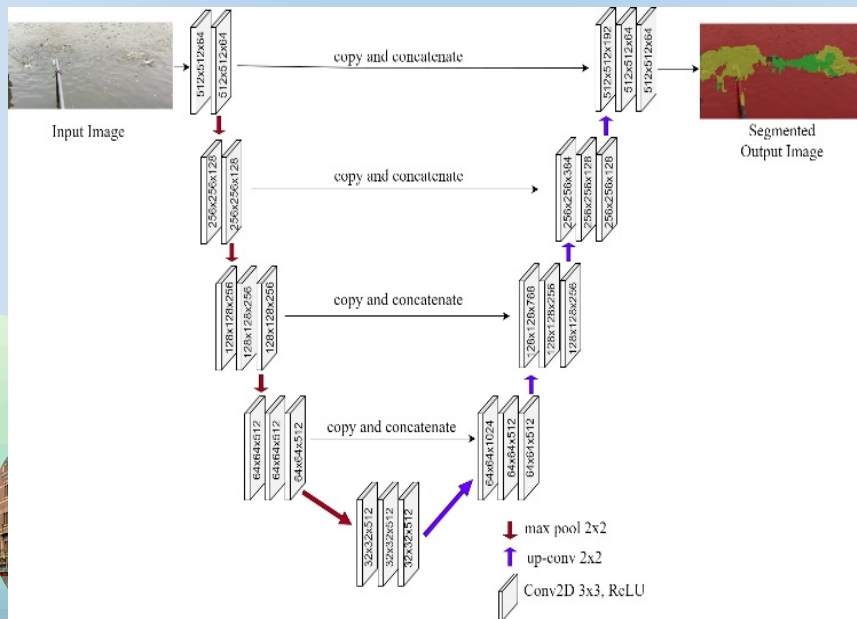 512x512x64
512x512x64
copy and concatenate
512x512x192
512x512x64
512x512x64
Input Image
Segmented
Output Image
256x256x128
256x256x128
copy and concatenate
256x256x384
256x256x128
256x256x128
128x128x256
128x128x256
128x128x256
copy and concatenate
128x128x768
128x128x256
128x128x256
64x64x512
64x64x512
64x64x512
copy and concatenate
64x64x1024
64x64x512
64x64x512
32x32x512
32x32x512
32x32x512
max pool 2x2
up-conv 2x2
Conv2D 3x3, ReLU